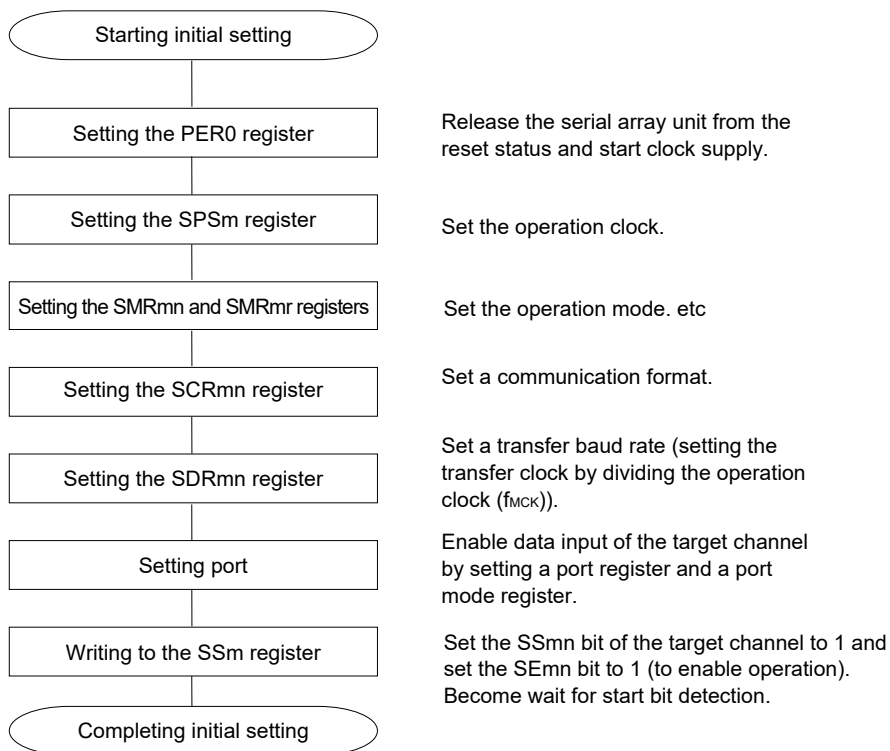 Starting initial setting
Setting the PER0 register
Release the serial array unit from the
reset status and start clock supply.
Setting the SPSm register
Set the operation clock.
Setting the SMRmn and SMRmr registers
Set the operation mode. etc
Setting the SCRmn register
Set a communication format.
Setting the SDRmn register
Set a transfer baud rate (setting the
transfer clock by dividing the operation
clock (fMCK)).
Setting port
Enable data input of the target channel
by setting a port register and a port
mode register.
Writing to the SSm register
Set the SSmn bit of the target channel to 1 and
set the SEmn bit to 1 (to enable operation).
Become wait for start bit detection.
Completing initial setting